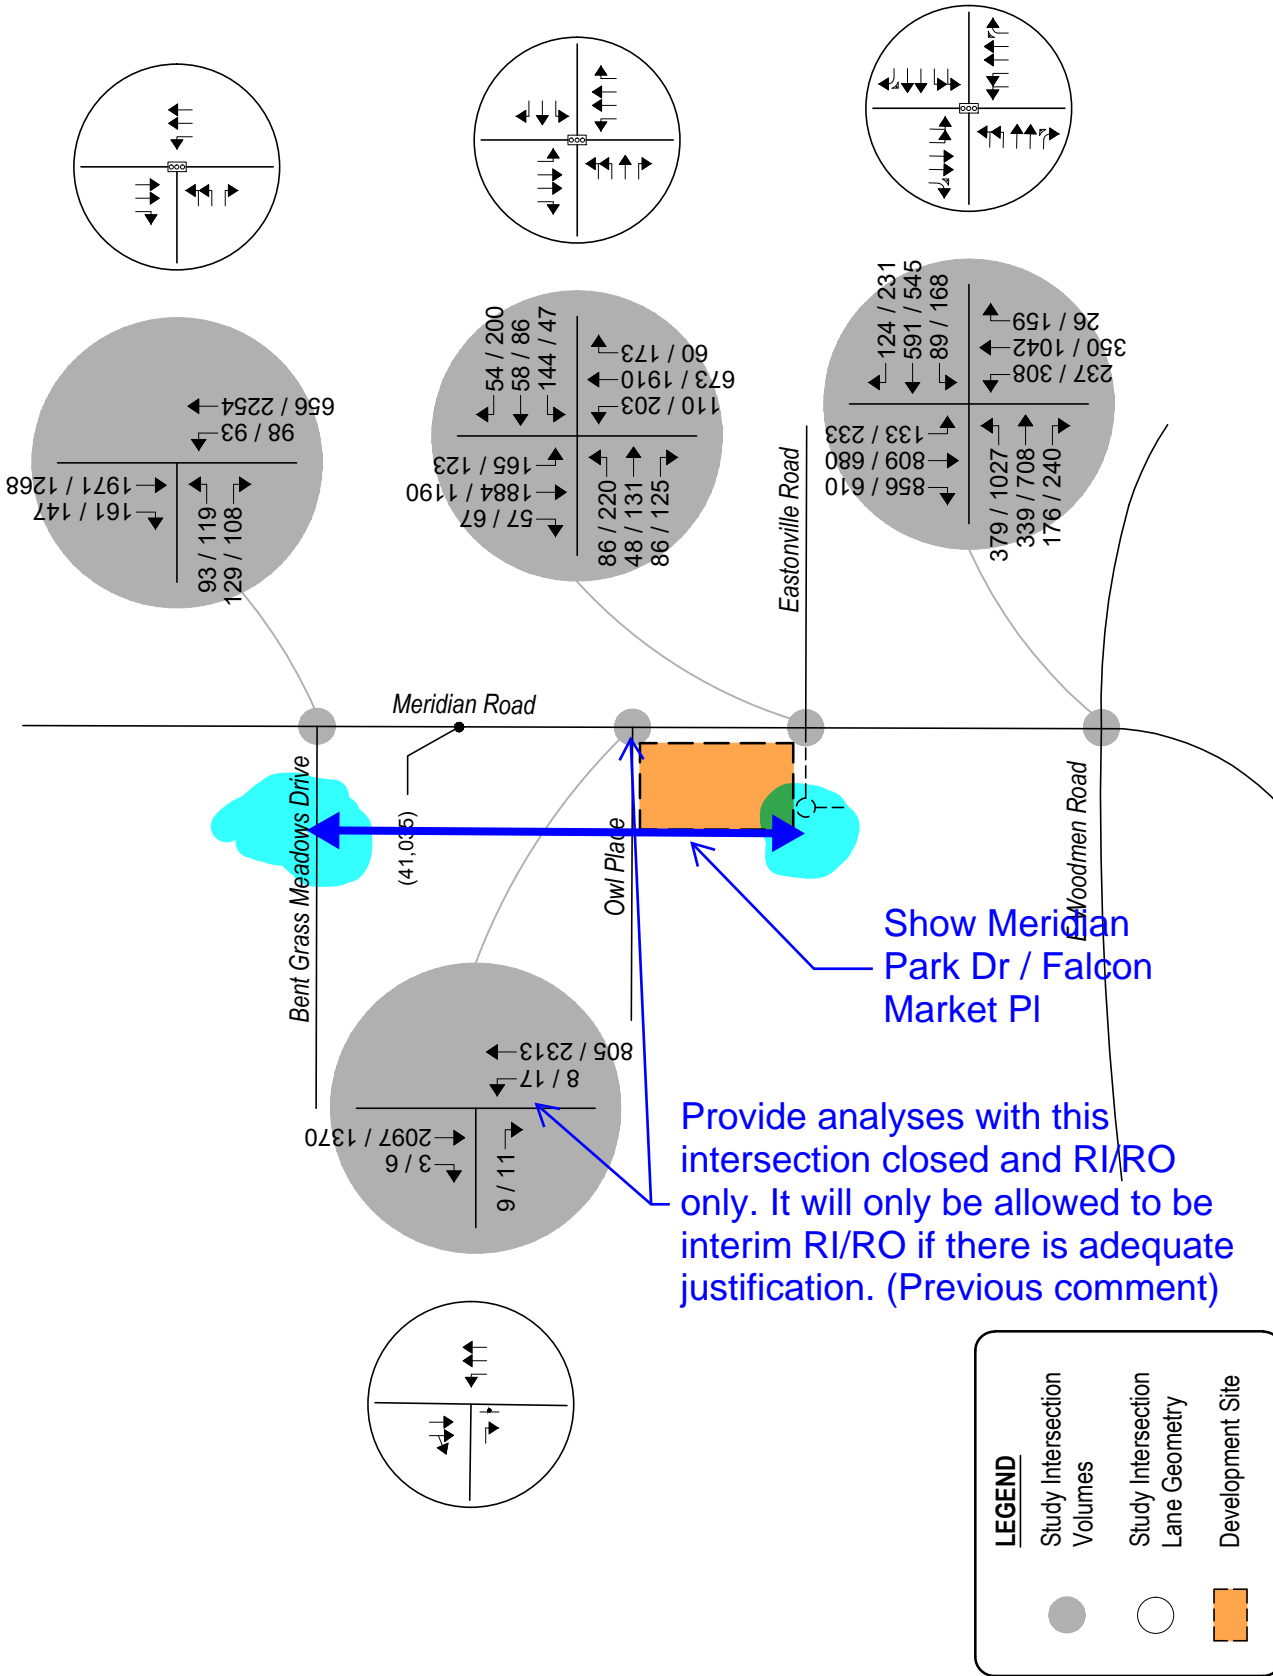 656 / 2254
98 / 93
1971 / 1268
161 / 147
93 / 119
129 / 108
54 / 200
58 / 86
144 / 47
60 / 173
673 / 1910
110 / 203
165 / 123
1884 / 1190
57 / 67
86 / 220
48 / 131
86 / 125
124 / 231
591 / 545
89 / 168
26 / 159
350 / 1042
237 / 308
133 / 233
809 / 680
856 / 610
379 / 1027
339 / 708
176 / 240
Eastonville Road
Meridian Road
Bent Grass Meadows Drive
(41,035)
Owl Place
E Woodmen Road
Show Meridian
Park Dr / Falcon
Market Pl
805 / 2313
8 / 17
2097 / 1370
3 / 6
9 / 11
Provide analyses with this
intersection closed and RI/RO
only. It will only be allowed to be
interim RI/RO if there is adequate
justification. (Previous comment)
LEGEND
Study Intersection
Volumes
Study Intersection
Lane Geometry
Development Site